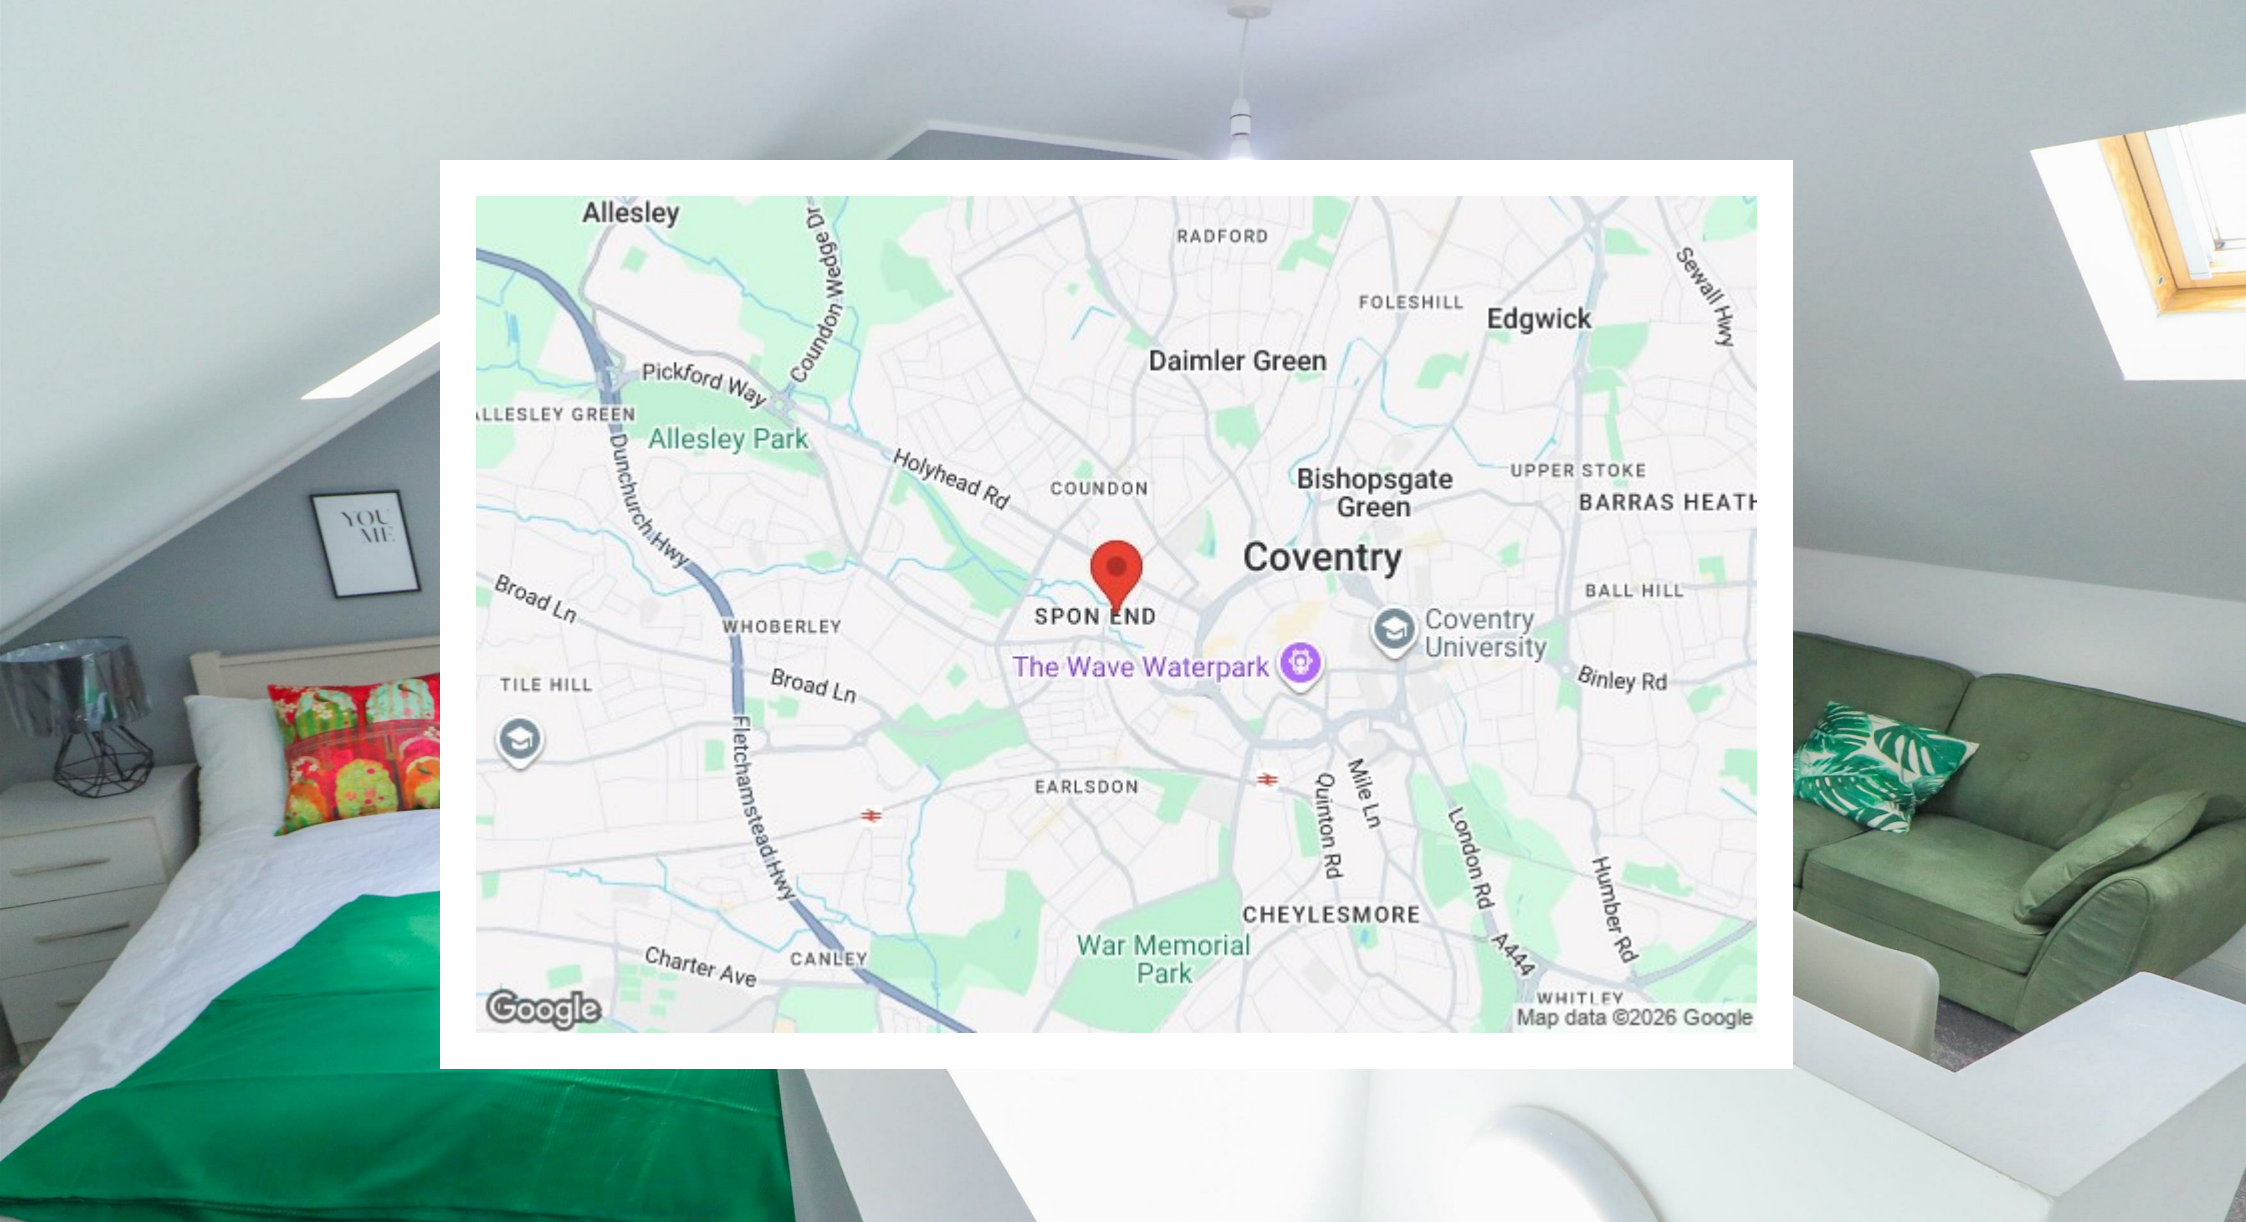 YOU
ME
Allesley
Coundon Wedge Dr
RADFORD
Sewall Hwy
FOLESHILL
Edgwick
Daimler Green
Pickford Way
ALLESLEY GREEN
Allesley Park
Dunchurch Hwy
Holyhead Rd
COUNDON
Bishopsgate
Green
UPPER STOKE
BARRAS HEATH
Coventry
Broad Ln
BALL HILL
SPON END
WHOBERLEY
Coventry
University
The Wave Waterpark
Binley Rd
TILE HILL
Broad Ln
Fletchamstead Hwy
EARLSDON
Quinton Rd
Mile Ln
London Rd
Humber Rd
CHEYLESMORE
War Memorial
Park
A444
CANLEY
Charter Ave
WHITLEY
Google
Map data ©2026 Google